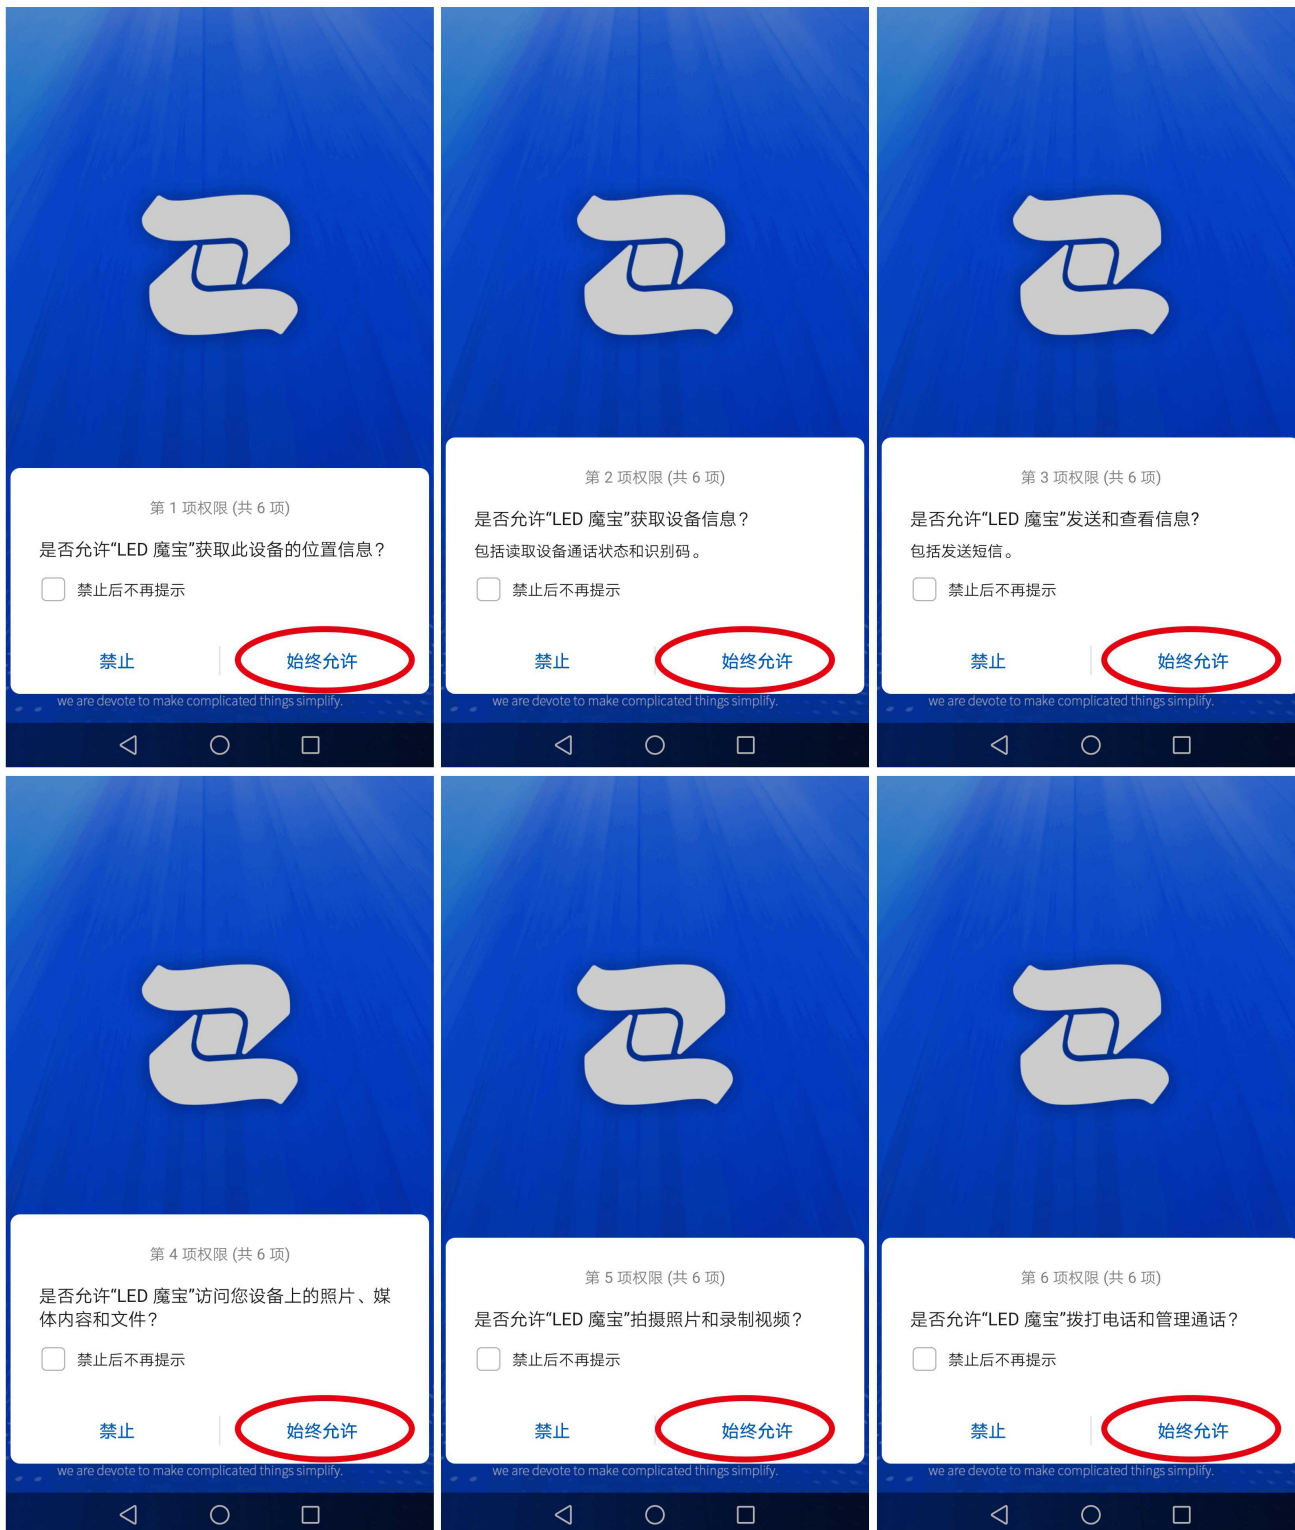 第 1 项权限 (共 6 项)
是否允许“LED 魔宝”获取此设备的位置信息？
禁止后不再提示
禁止
始终允许
we are devote to make complicated things simplify.
第 2 项权限 (共 6 项)
是否允许“LED 魔宝”获取设备信息？
包括读取设备通话状态和识别码。
禁止后不再提示
禁止
始终允许
we are devote to make complicated things simplify.
第 3 项权限 (共 6 项)
是否允许“LED 魔宝”发送和查看信息?
包括发送短信。
禁止后不再提示
禁止
始终允许
we are devote to make complicated things simplify.
第 4 项权限 (共 6 项)
是否允许“LED 魔宝”访问您设备上的照片、媒
体内容和文件？
禁止后不再提示
禁止
始终允许
we are devote to make complicated things simplify.
第 5 项权限 (共 6 项)
是否允许“LED 魔宝”拍摄照片和录制视频？
禁止后不再提示
禁止
始终允许
we are devote to make complicated things simplify.
第 6 项权限 (共 6 项)
是否允许“LED 魔宝”拨打电话和管理通话？
禁止后不再提示
禁止
始终允许
we are devote to make complicated things simplify.